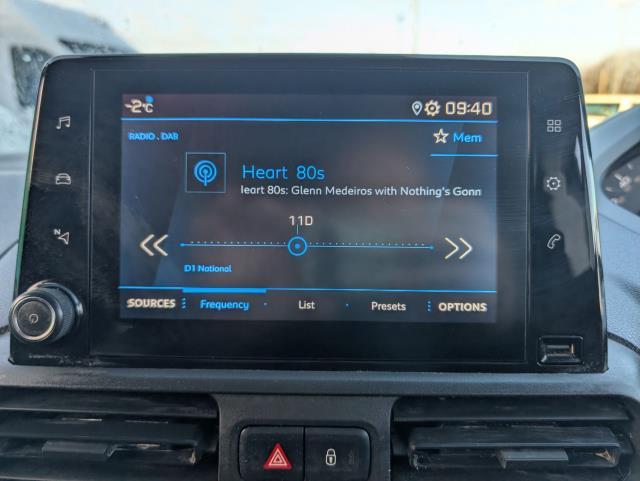 -2°C 09:40
RADIO . DAB
Mem
Heart 80s
leart 80s: Glenn Medeiros with Nothing's Gonn
11D
D1 National
SOURCES Frequency List Presets OPTIONS
N